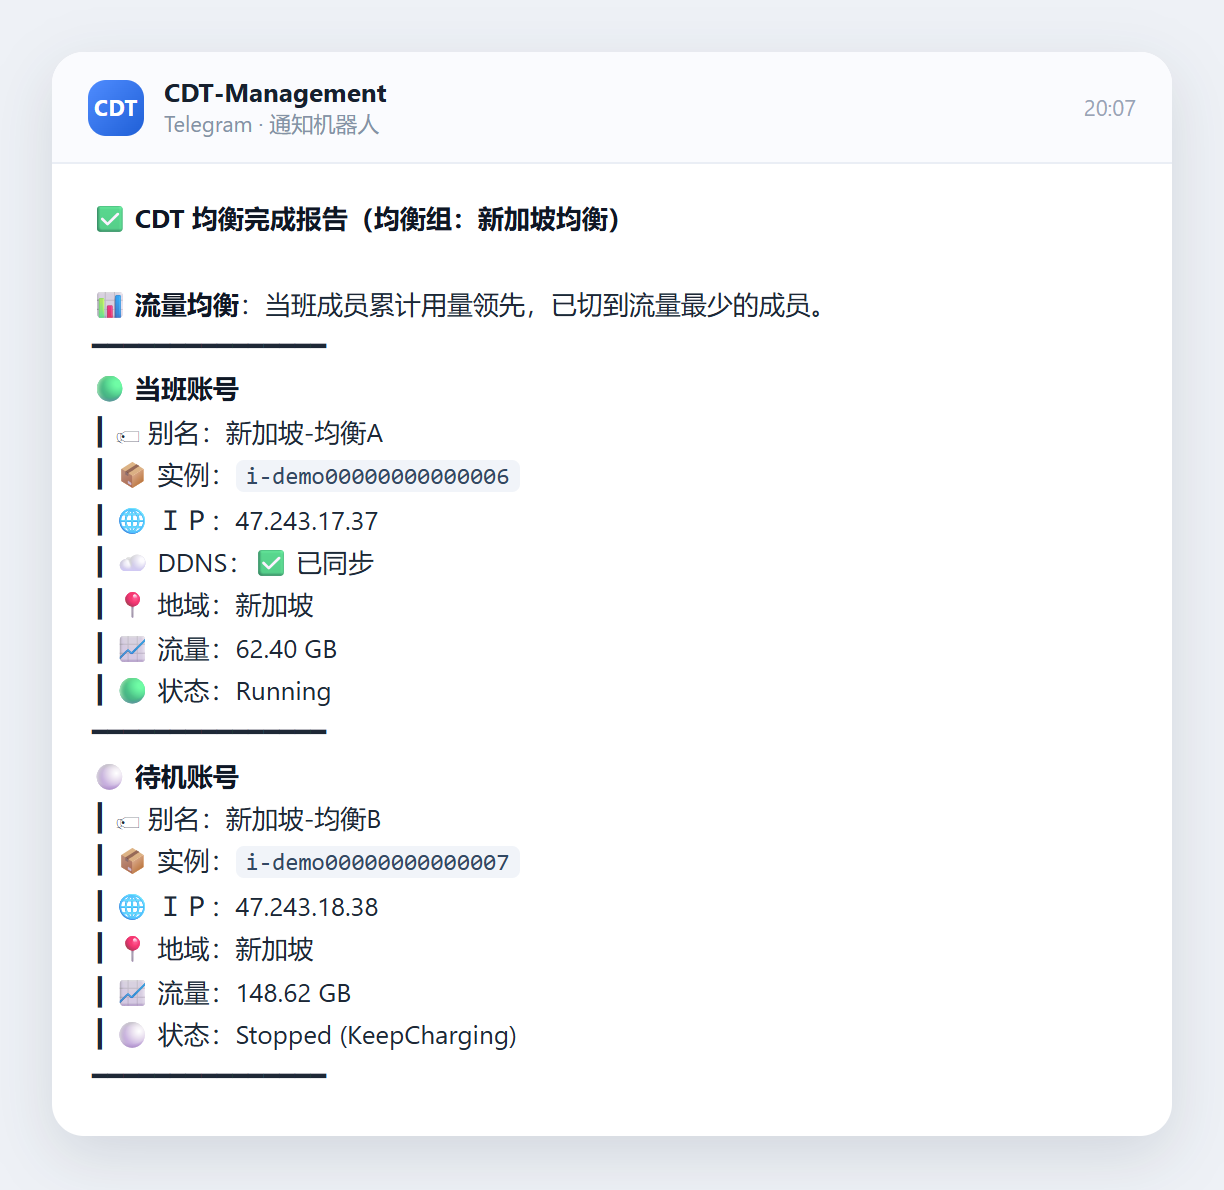 CDT
CDT-Management
Telegram · 通知机器人
20:07
✅ CDT 均衡完成报告（均衡组：新加坡均衡）
📊 流量均衡：当班成员累计用量领先，已切到流量最少的成员。
🟢 当班账号
🏷 别名：新加坡-均衡A
📦 实例：i-demo00000000000006
🌐 ＩＰ：47.243.17.37
☁️ DDNS：✅ 已同步
📍 地域：新加坡
📈 流量：62.40 GB
🟢 状态：Running
⚪ 待机账号
🏷 别名：新加坡-均衡B
📦 实例：i-demo00000000000007
🌐 ＩＰ：47.243.18.38
📍 地域：新加坡
📈 流量：148.62 GB
⚪ 状态：Stopped (KeepCharging)